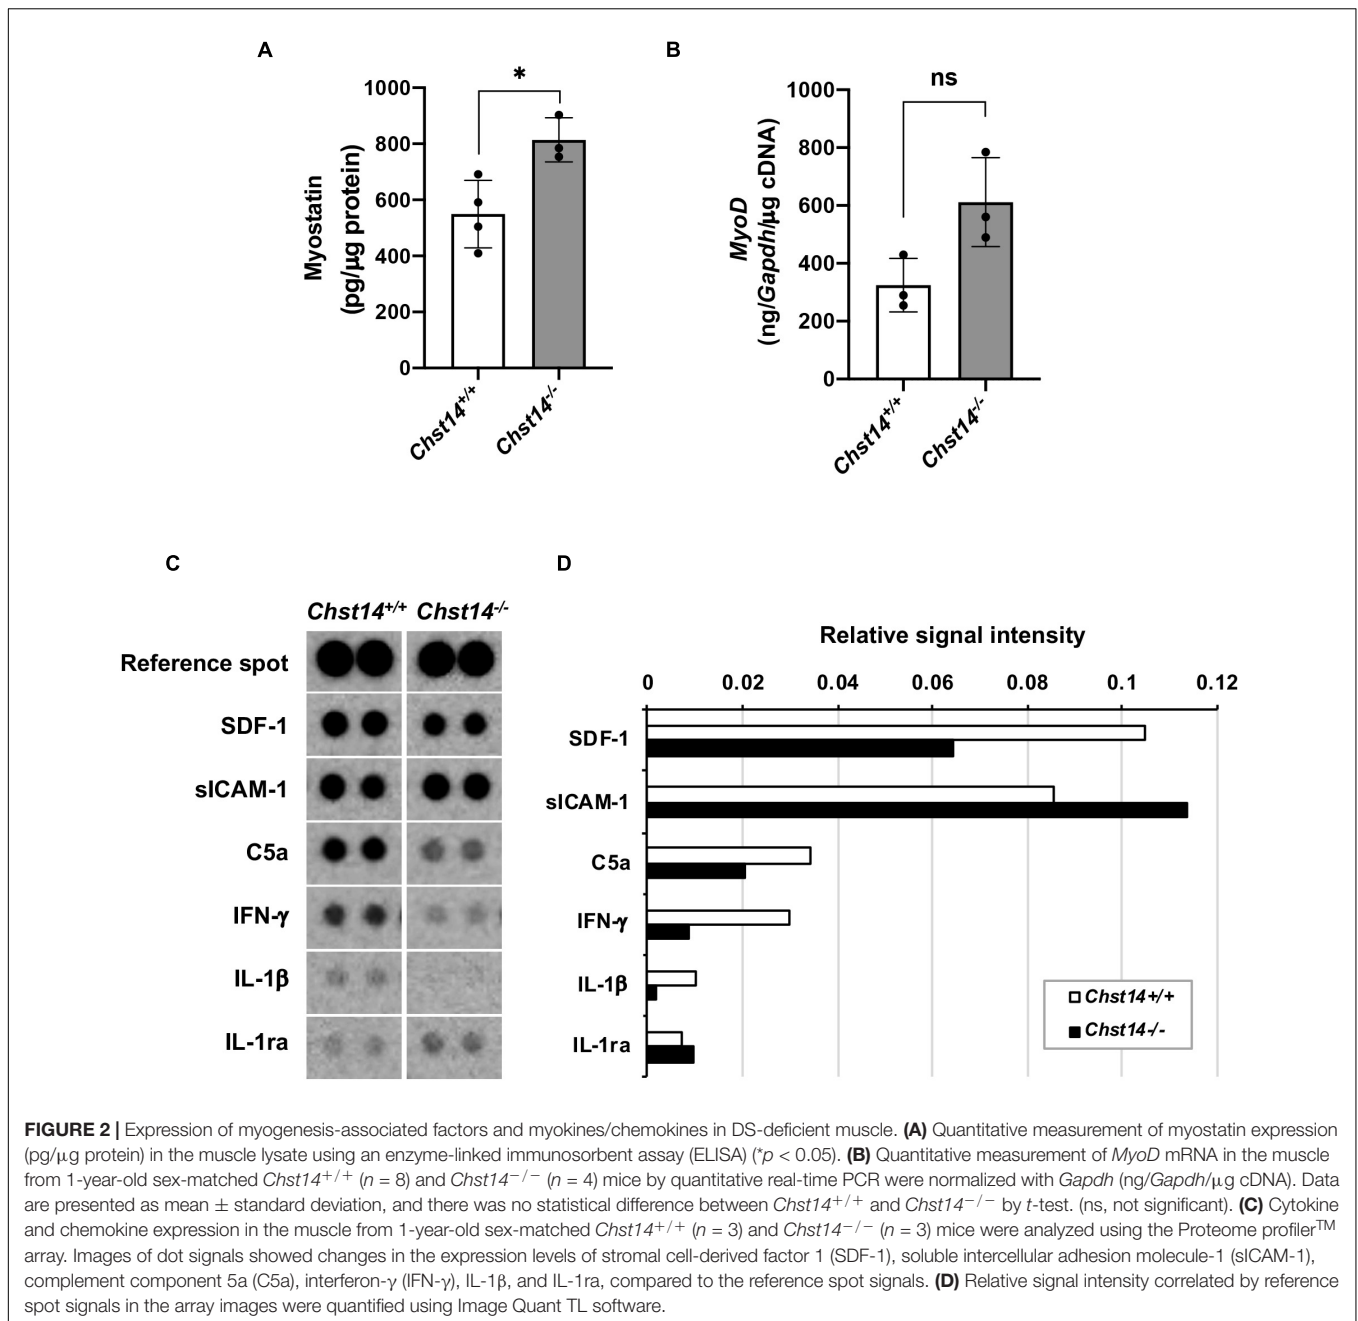 A
*
1000
800
600
400
200
0
Myostatin
(pg/µg protein)
Chst14+/+
Chst14-/-
B
ns
1000
800
600
400
200
0
MyoD
(ng/Gapdh/µg cDNA)
Chst14+/+
Chst14-/-
C
Chst14+/+ Chst14-/-
Reference spot
SDF-1
sICAM-1
C5a
IFN-γ
IL-1β
IL-1ra
D
Relative signal intensity
0 0.02 0.04 0.06 0.08 0.1 0.12
SDF-1
sICAM-1
C5a
IFN-γ
IL-1β
IL-1ra
Chst14+/+
Chst14-/-
FIGURE 2 | Expression of myogenesis-associated factors and myokines/chemokines in DS-deficient muscle. (A) Quantitative measurement of myostatin expression
(pg/µg protein) in the muscle lysate using an enzyme-linked immunosorbent assay (ELISA) (*p < 0.05). (B) Quantitative measurement of MyoD mRNA in the muscle
from 1-year-old sex-matched Chst14+/+ (n = 8) and Chst14−/− (n = 4) mice by quantitative real-time PCR were normalized with Gapdh (ng/Gapdh/µg cDNA). Data
are presented as mean ± standard deviation, and there was no statistical difference between Chst14+/+ and Chst14−/− by t-test. (ns, not significant). (C) Cytokine
and chemokine expression in the muscle from 1-year-old sex-matched Chst14+/+ (n = 3) and Chst14−/− (n = 3) mice were analyzed using the Proteome profiler™
array. Images of dot signals showed changes in the expression levels of stromal cell-derived factor 1 (SDF-1), soluble intercellular adhesion molecule-1 (sICAM-1),
complement component 5a (C5a), interferon-γ (IFN-γ), IL-1β, and IL-1ra, compared to the reference spot signals. (D) Relative signal intensity correlated by reference
spot signals in the array images were quantified using Image Quant TL software.